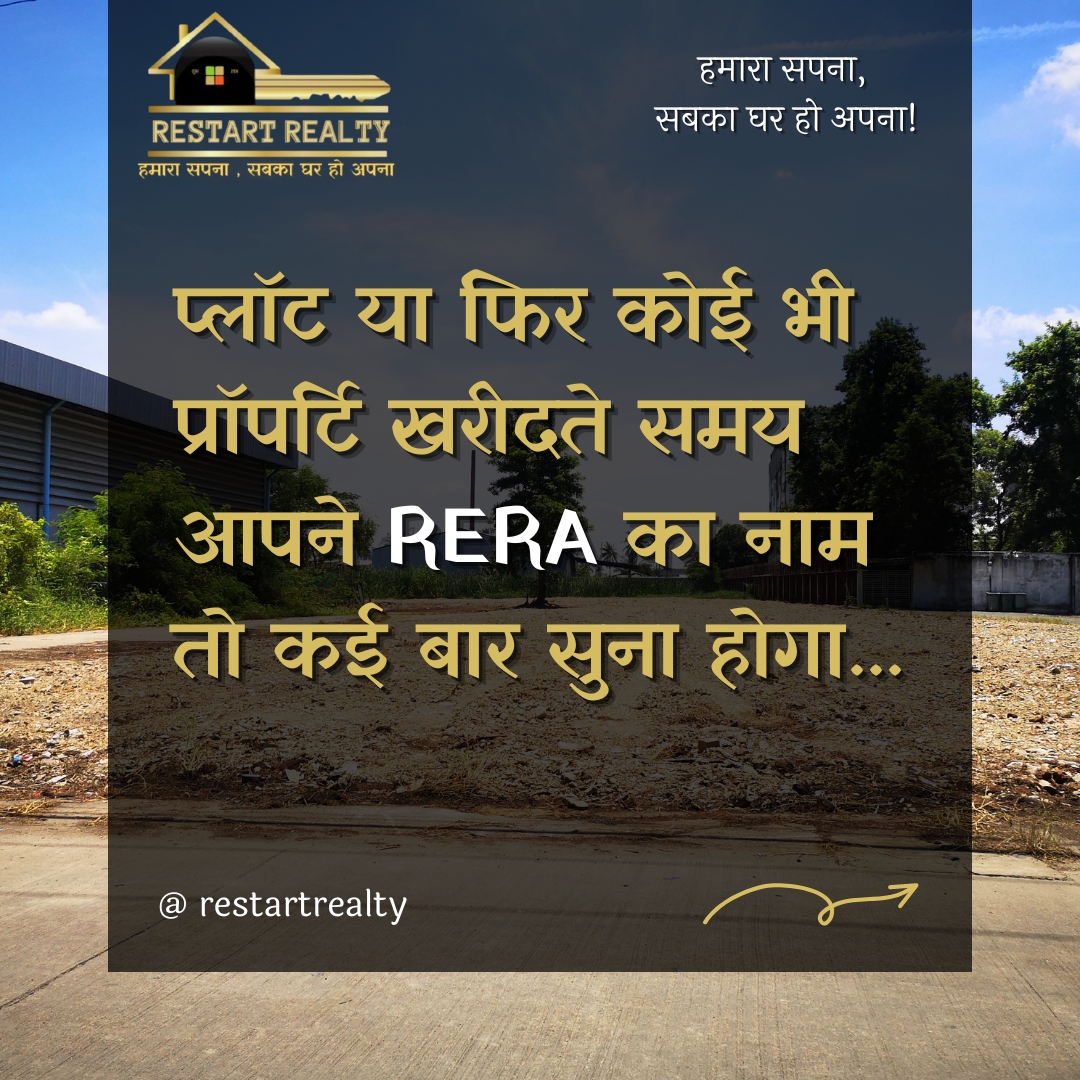 RESTART REALTY
हमारा सपना , सबका घर हो अपना
हमारा सपना,
सबका घर हो अपना!
प्लॉट या फिर कोई भी
प्रॉपर्टि खरीदते समय
आपने RERA का नाम
तो कई बार सुना होगा...
@ restartrealty